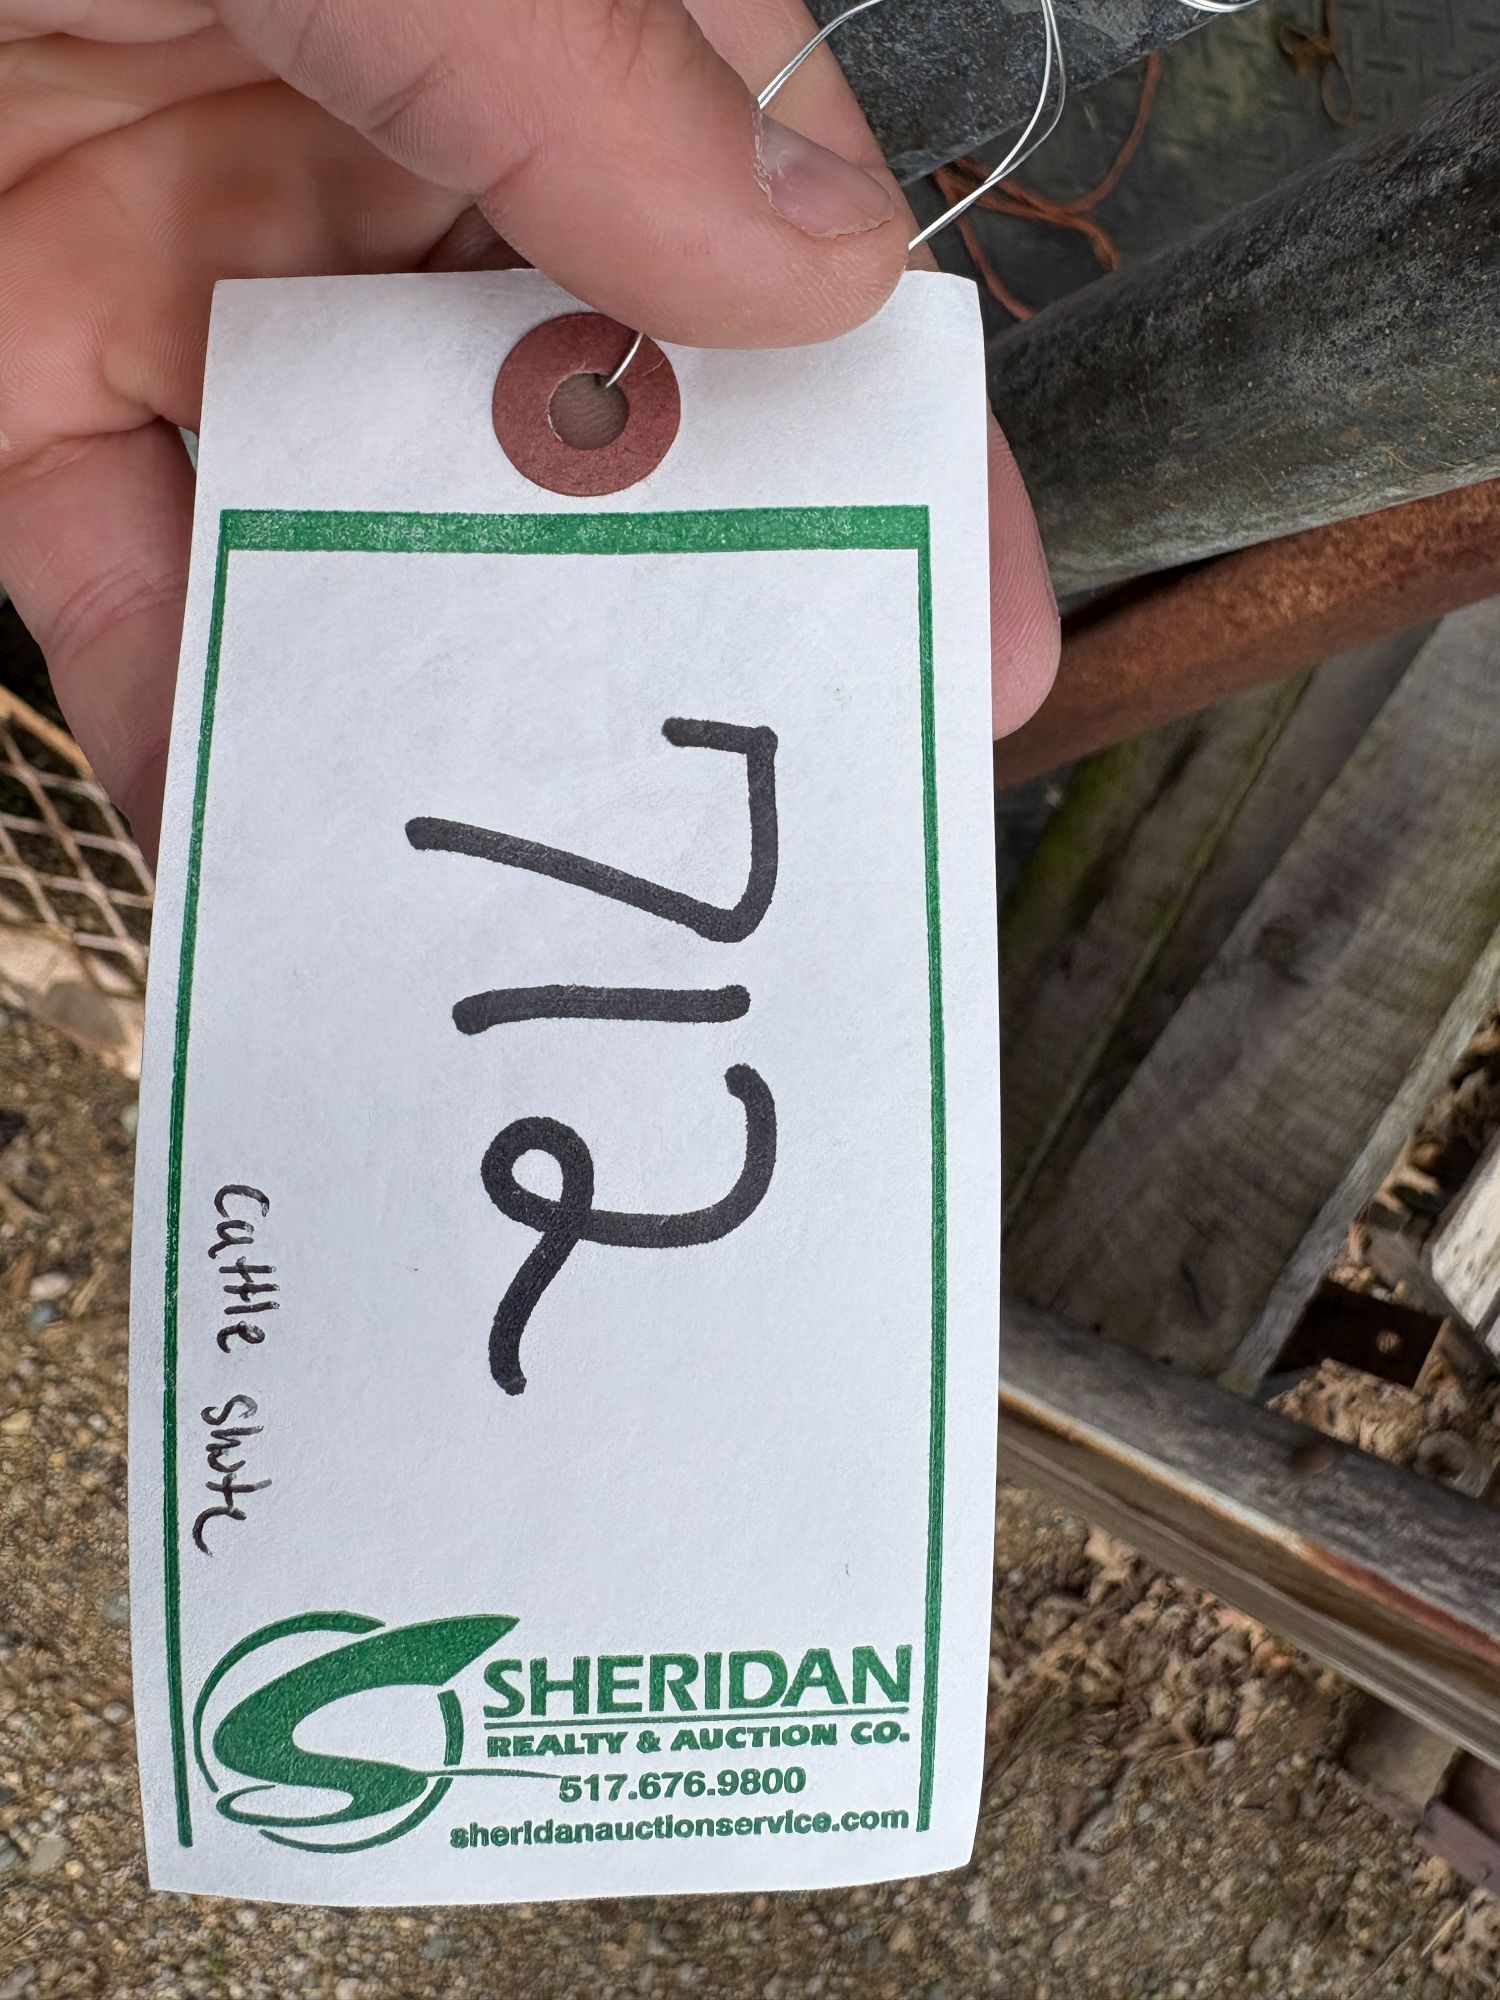 712
Cattle Shute
SHERIDAN
REALTY & AUCTION CO.
517.676.9800
sheridanauctionservice.com